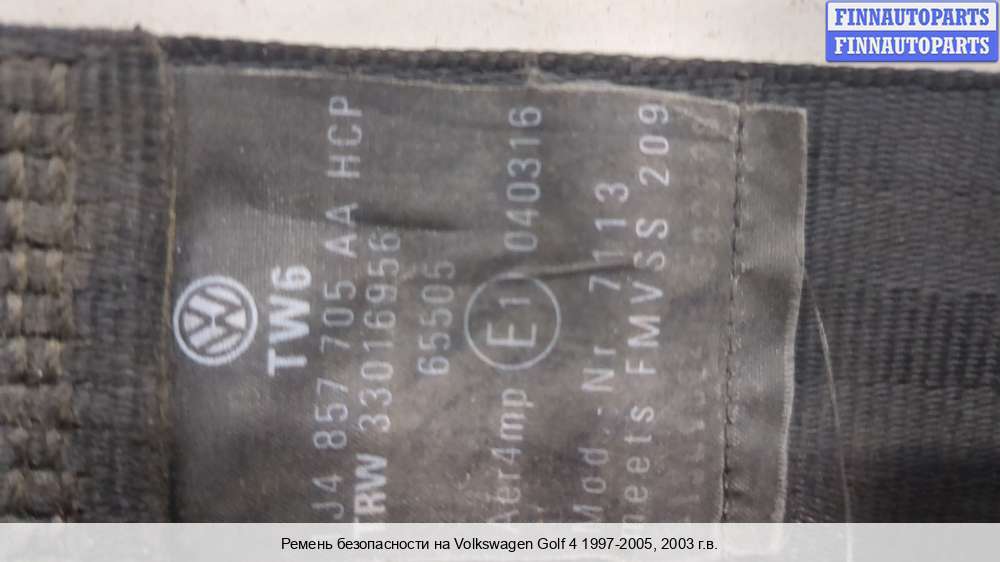 FINNAUTOPARTS
FINNAUTOPARTS
TW6
J4 857 705 AA HCP
TRW 33016956
65505
Aer4mp E1 040316
Mod.:Nr. 7113
meets FMVSS 209
Ремень безопасности на Volkswagen Golf 4 1997-2005, 2003 г.в.